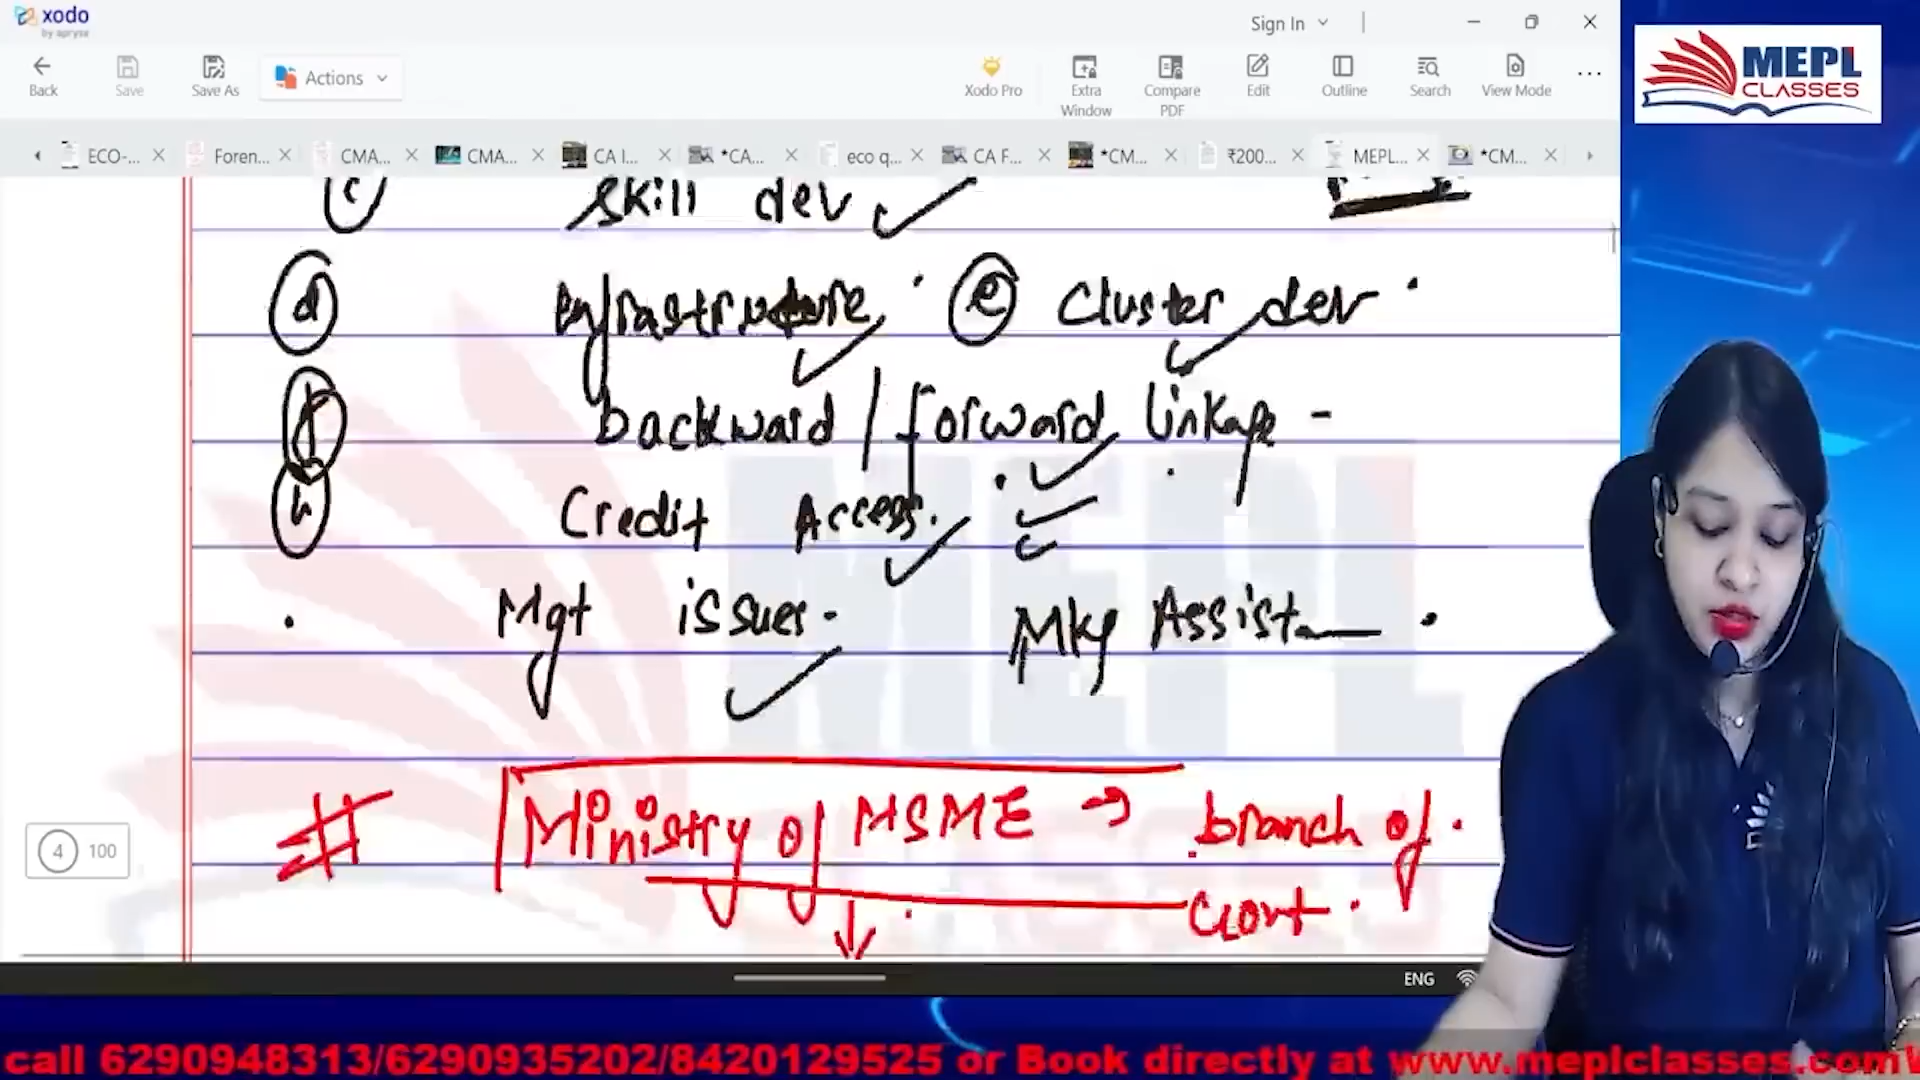 xodo
by apryse
Sign In
MEPL
CLASSES
Back
Save
Save As
Actions
Xodo Pro
Extra Window
Compare PDF
Edit
Outline
Search
View Mode
ECO-...
Foren...
CMA...
CMA...
CA I...
*CA...
eco q...
CA F...
*CM...
₹200...
MEPL...
*CM...
(c) Skill dev
(d) Infrastructure (e) Cluster dev
(f) backward / forward linkage -
(h) Credit Access.
Mgt issues. Mkg Assist
# Ministry of MSME → branch of
Govt.
4 100
ENG
call 6290948313/6290935202/8420129525 or Book directly at www.meplclasses.com